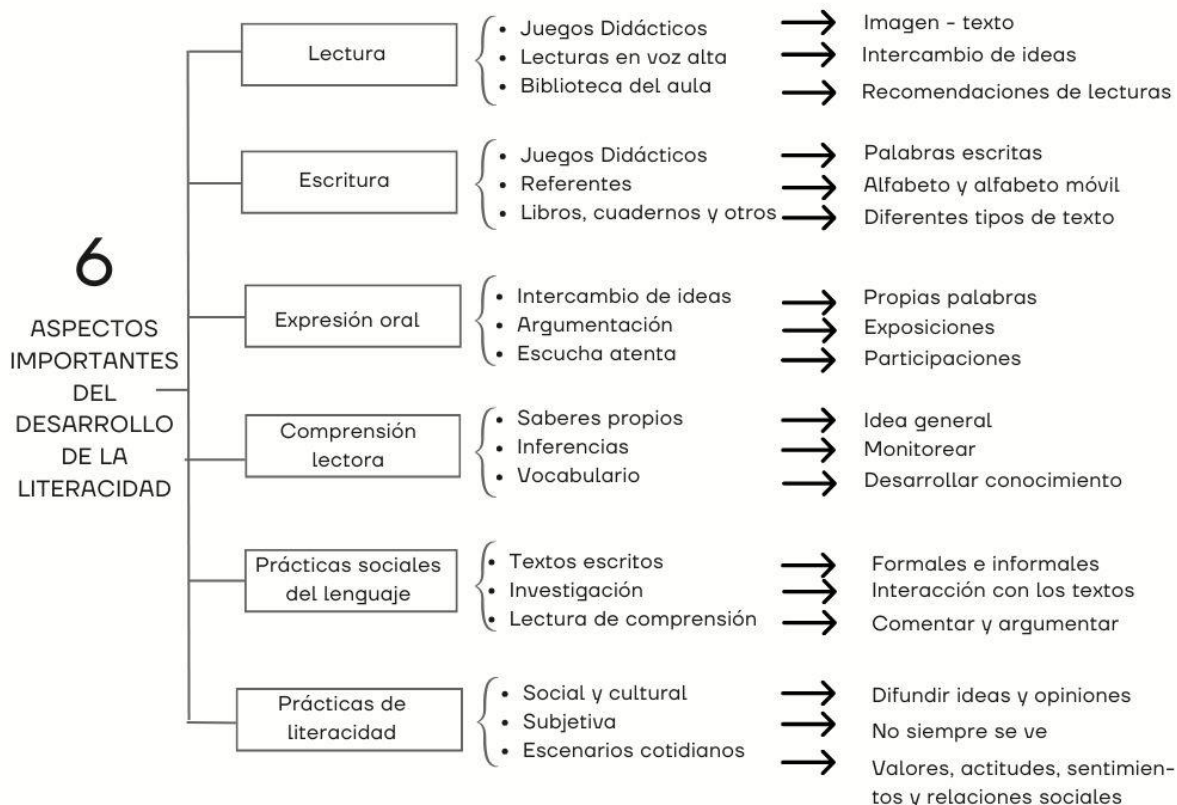 6
ASPECTOS
IMPORTANTES
DEL
DESARROLLO
DE LA
LITERACIDAD
Lectura
• Juegos Didácticos → Imagen - texto
• Lecturas en voz alta → Intercambio de ideas
• Biblioteca del aula → Recomendaciones de lecturas
Escritura
• Juegos Didácticos → Palabras escritas
• Referentes → Alfabeto y alfabeto móvil
• Libros, cuadernos y otros → Diferentes tipos de texto
Expresión oral
• Intercambio de ideas → Propias palabras
• Argumentación → Exposiciones
• Escucha atenta → Participaciones
Comprensión
lectora
• Saberes propios → Idea general
• Inferencias → Monitorear
• Vocabulario → Desarrollar conocimiento
Prácticas sociales
del lenguaje
• Textos escritos → Formales e informales
• Investigación → Interacción con los textos
• Lectura de comprensión → Comentar y argumentar
Prácticas de
literacidad
• Social y cultural → Difundir ideas y opiniones
• Subjetiva → No siempre se ve
• Escenarios cotidianos → Valores, actitudes, sentimien-
tos y relaciones sociales